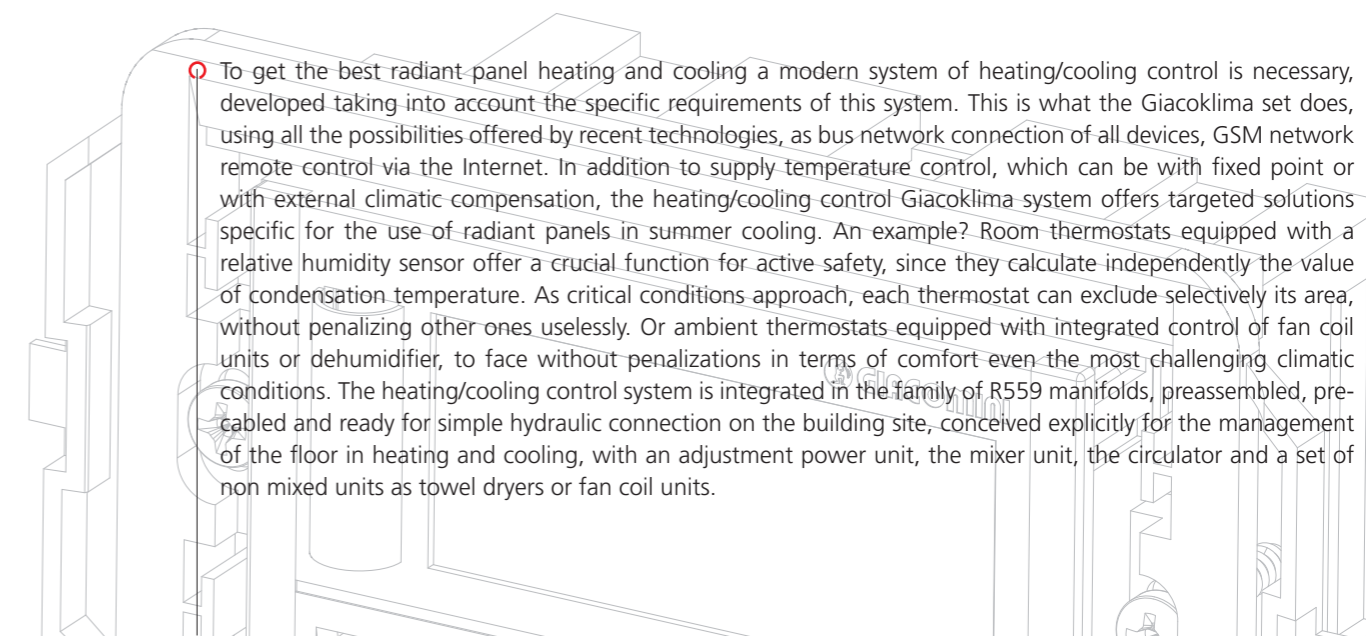 To get the best radiant panel heating and cooling a modern system of heating/cooling control is necessary,
developed taking into account the specific requirements of this system. This is what the Giacoklima set does,
using all the possibilities offered by recent technologies, as bus network connection of all devices, GSM network
remote control via the Internet. In addition to supply temperature control, which can be with fixed point or
with external climatic compensation, the heating/cooling control Giacoklima system offers targeted solutions
specific for the use of radiant panels in summer cooling. An example? Room thermostats equipped with a
relative humidity sensor offer a crucial function for active safety, since they calculate independently the value
of condensation temperature. As critical conditions approach, each thermostat can exclude selectively its area,
without penalizing other ones uselessly. Or ambient thermostats equipped with integrated control of fan coil
units or dehumidifier, to face without penalizations in terms of comfort even the most challenging climatic
conditions. The heating/cooling control system is integrated in the family of R559 manifolds, preassembled, pre-
cabled and ready for simple hydraulic connection on the building site, conceived explicitly for the management
of the floor in heating and cooling, with an adjustment power unit, the mixer unit, the circulator and a set of
non mixed units as towel dryers or fan coil units.
GIACOMINI